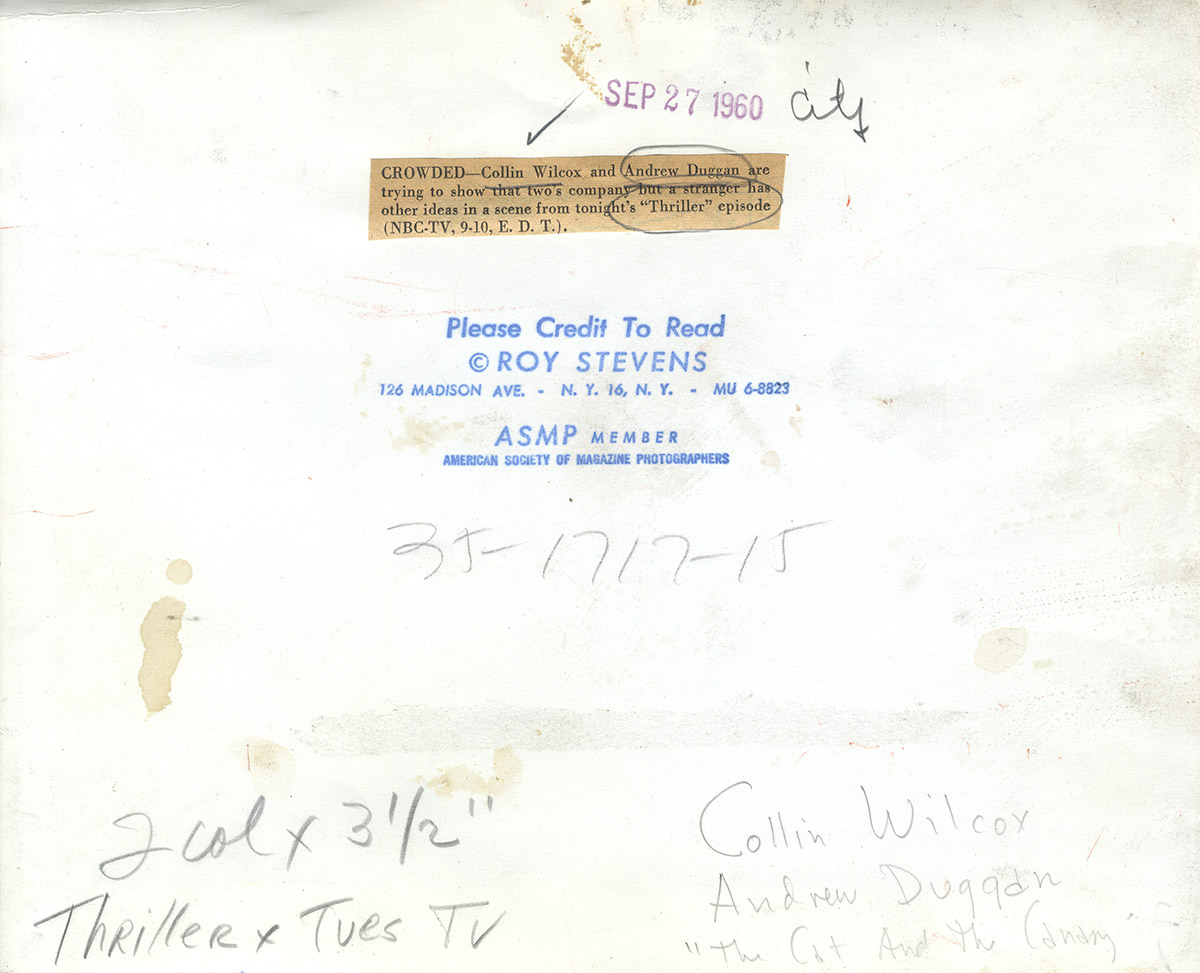 SEP 27 1960 City
CROWDED—Collin Wilcox and Andrew Duggan are
trying to show that two's company but a stranger has
other ideas in a scene from tonight's "Thriller" episode
(NBC-TV, 9-10, E. D. T.).
Please Credit To Read
© ROY STEVENS
126 MADISON AVE. - N. Y. 16, N. Y. - MU 6-8823
ASMP MEMBER
AMERICAN SOCIETY OF MAGAZINE PHOTOGRAPHERS
35-1717-15
2 col x 3 1/2"
Thriller x Tues TV
Collin Wilcox
Andrew Duggan
"The Cat And The Canary"